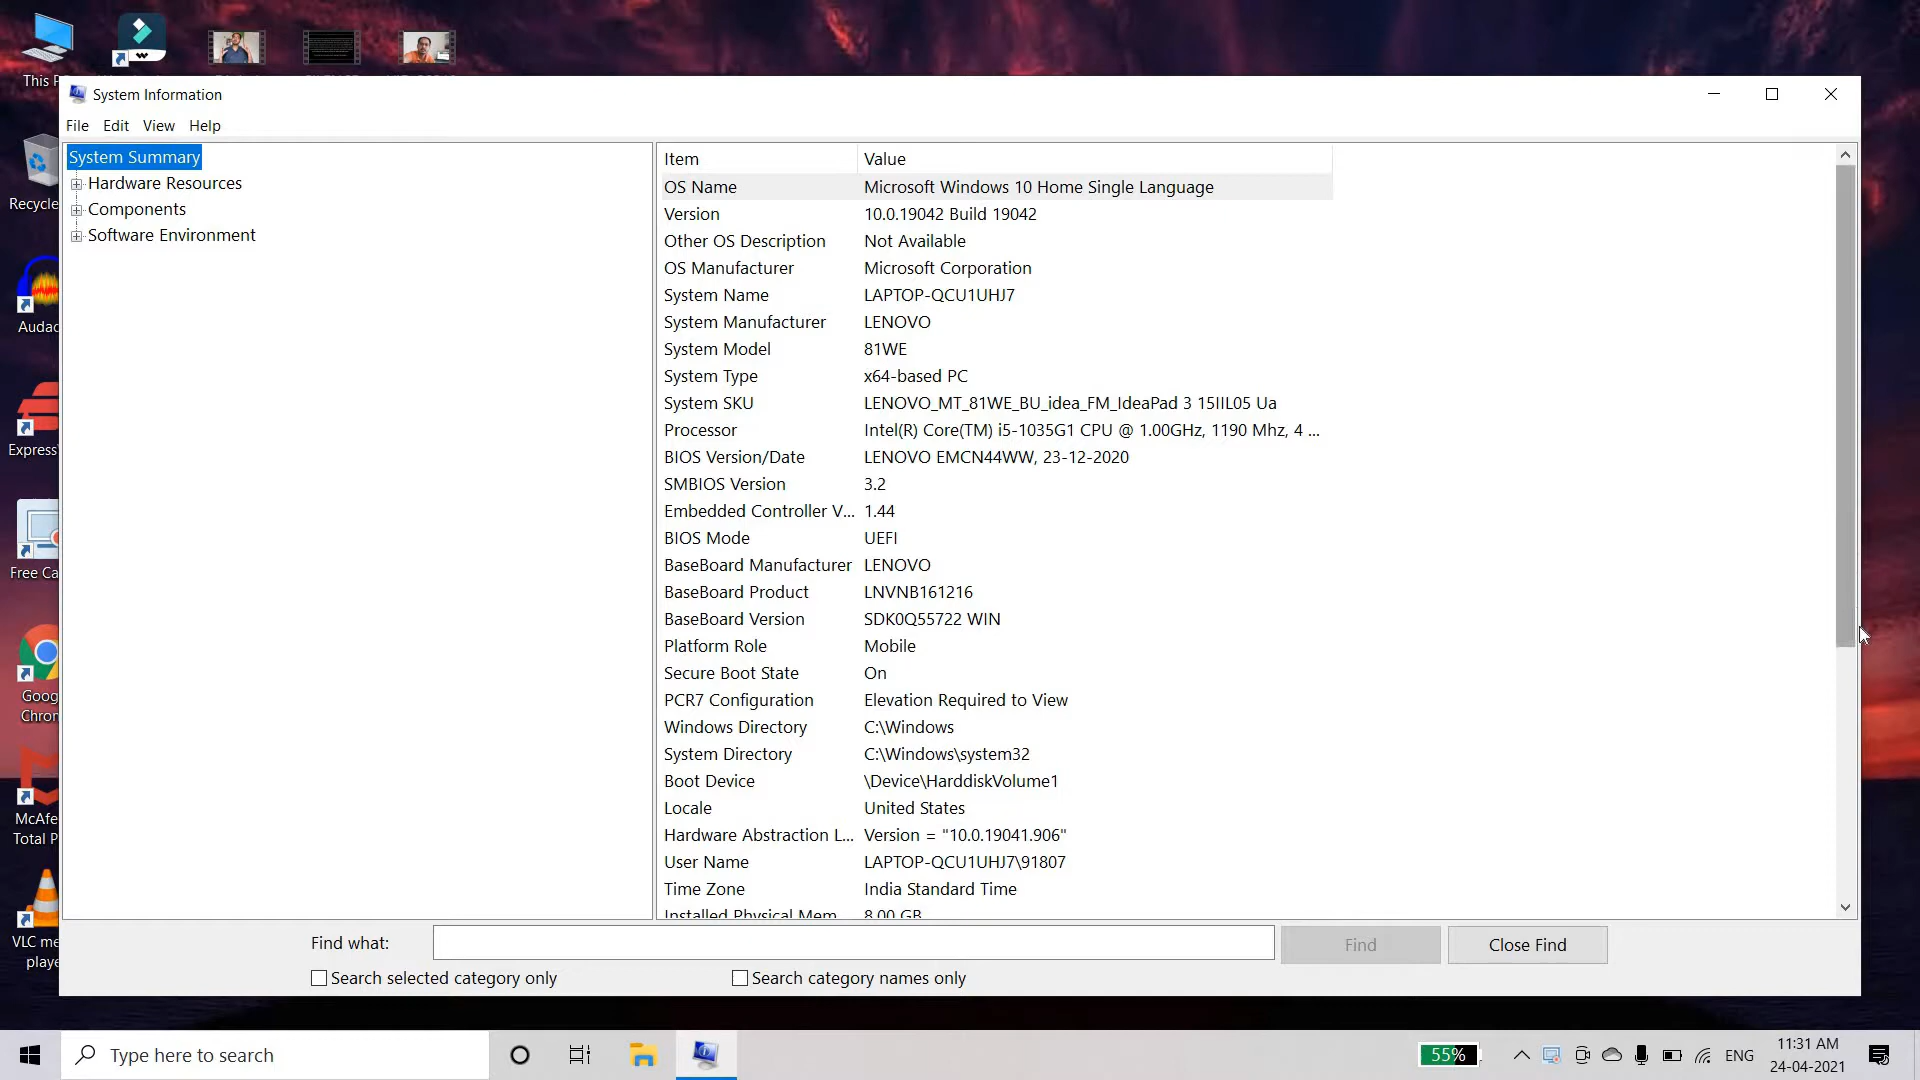 This P
Recycle
Audac
Express
Free Ca
Goog
Chron
McAfe
Total P
VLC me
playe
System Information
File Edit View Help
System Summary
Hardware Resources
Components
Software Environment
Item Value
OS Name Microsoft Windows 10 Home Single Language
Version 10.0.19042 Build 19042
Other OS Description Not Available
OS Manufacturer Microsoft Corporation
System Name LAPTOP-QCU1UHJ7
System Manufacturer LENOVO
System Model 81WE
System Type x64-based PC
System SKU LENOVO_MT_81WE_BU_idea_FM_IdeaPad 3 15IIL05 Ua
Processor Intel(R) Core(TM) i5-1035G1 CPU @ 1.00GHz, 1190 Mhz, 4 ...
BIOS Version/Date LENOVO EMCN44WW, 23-12-2020
SMBIOS Version 3.2
Embedded Controller V... 1.44
BIOS Mode UEFI
BaseBoard Manufacturer LENOVO
BaseBoard Product LNVNB161216
BaseBoard Version SDK0Q55722 WIN
Platform Role Mobile
Secure Boot State On
PCR7 Configuration Elevation Required to View
Windows Directory C:\Windows
System Directory C:\Windows\system32
Boot Device \Device\HarddiskVolume1
Locale United States
Hardware Abstraction L... Version = "10.0.19041.906"
User Name LAPTOP-QCU1UHJ7\91807
Time Zone India Standard Time
Installed Physical Mem 8.00 GB
Find what: Find Close Find
Search selected category only Search category names only
Type here to search
55% ENG 11:31 AM
24-04-2021